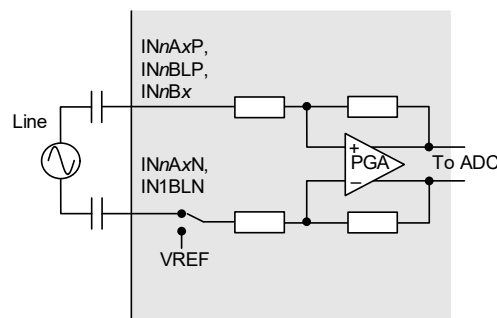 INnAxP,
INnBLP,
INnBx
Line
+
PGA
−
To ADC
INnAxN,
IN1BLN
VREF